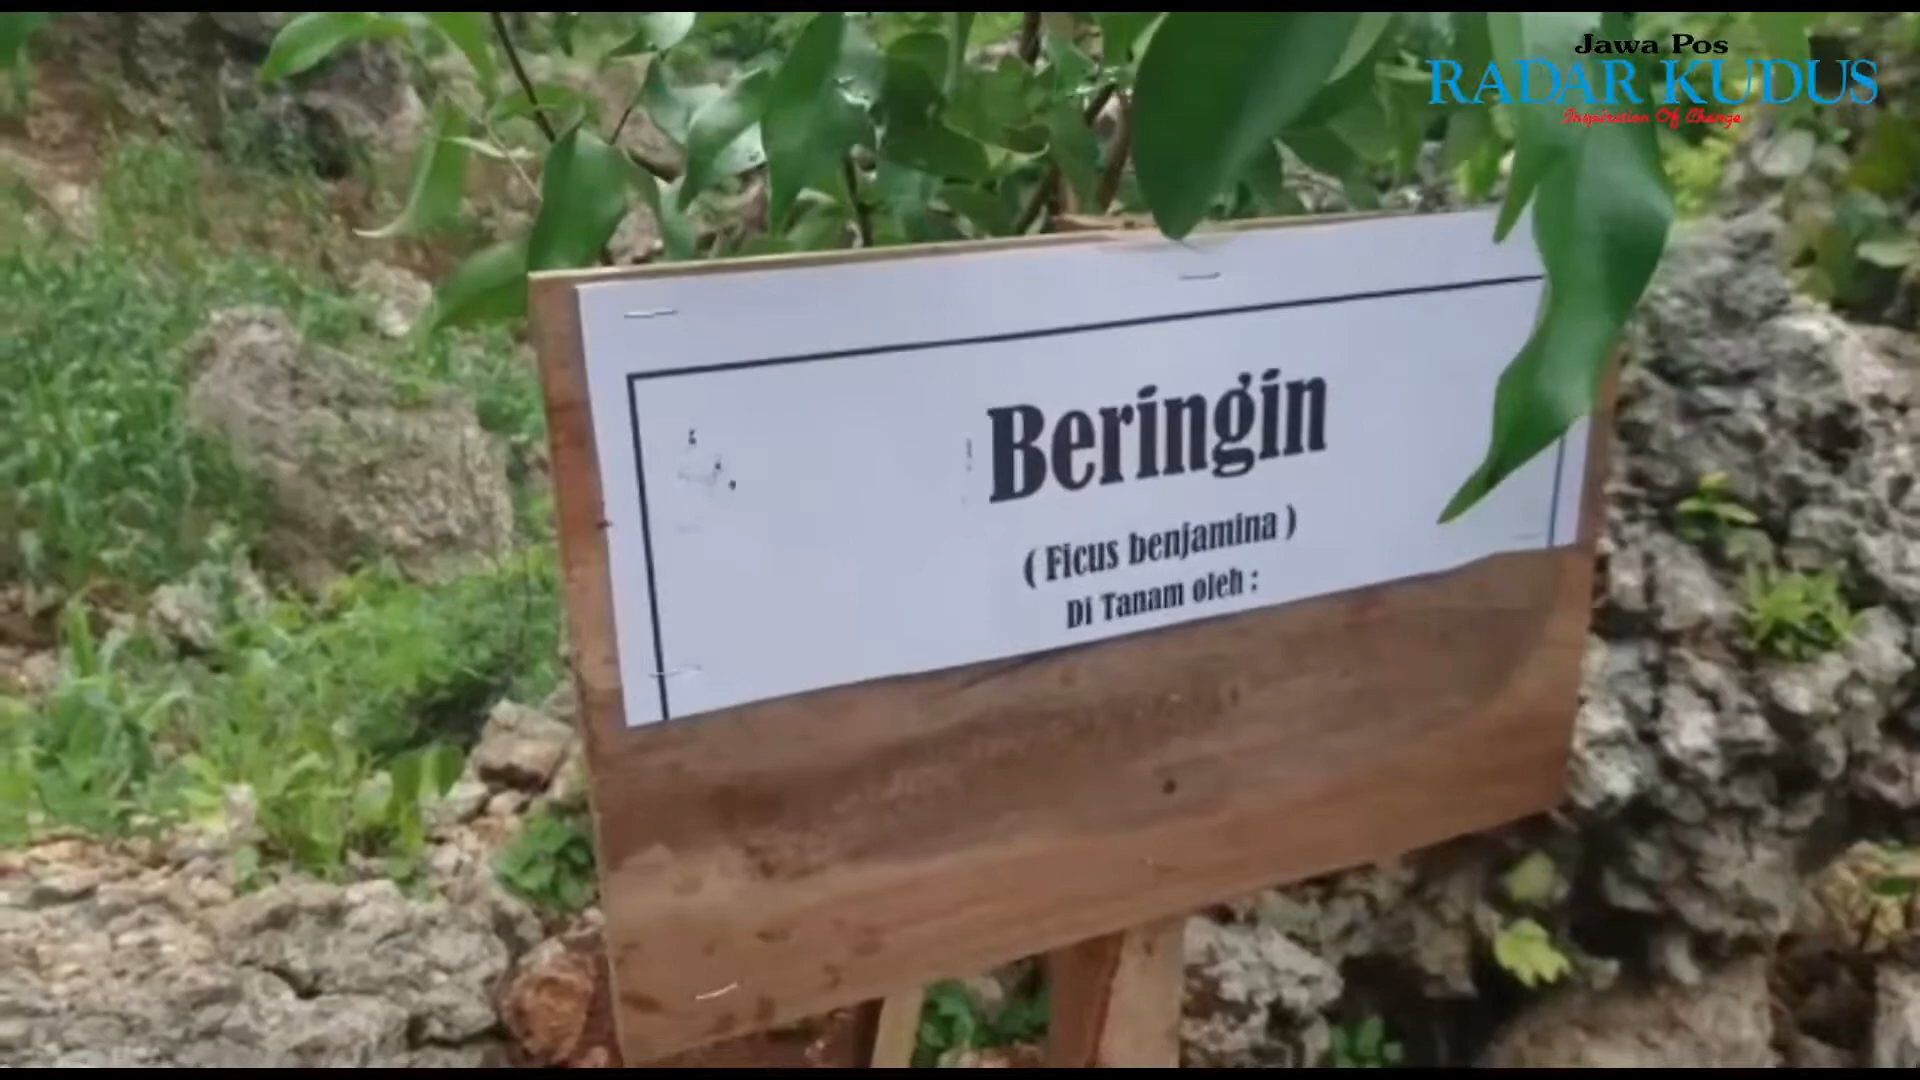 Jawa Pos
RADAR KUDUS
Inspiration Of Change
Beringin
( Ficus benjamina )
Di Tanam oleh :